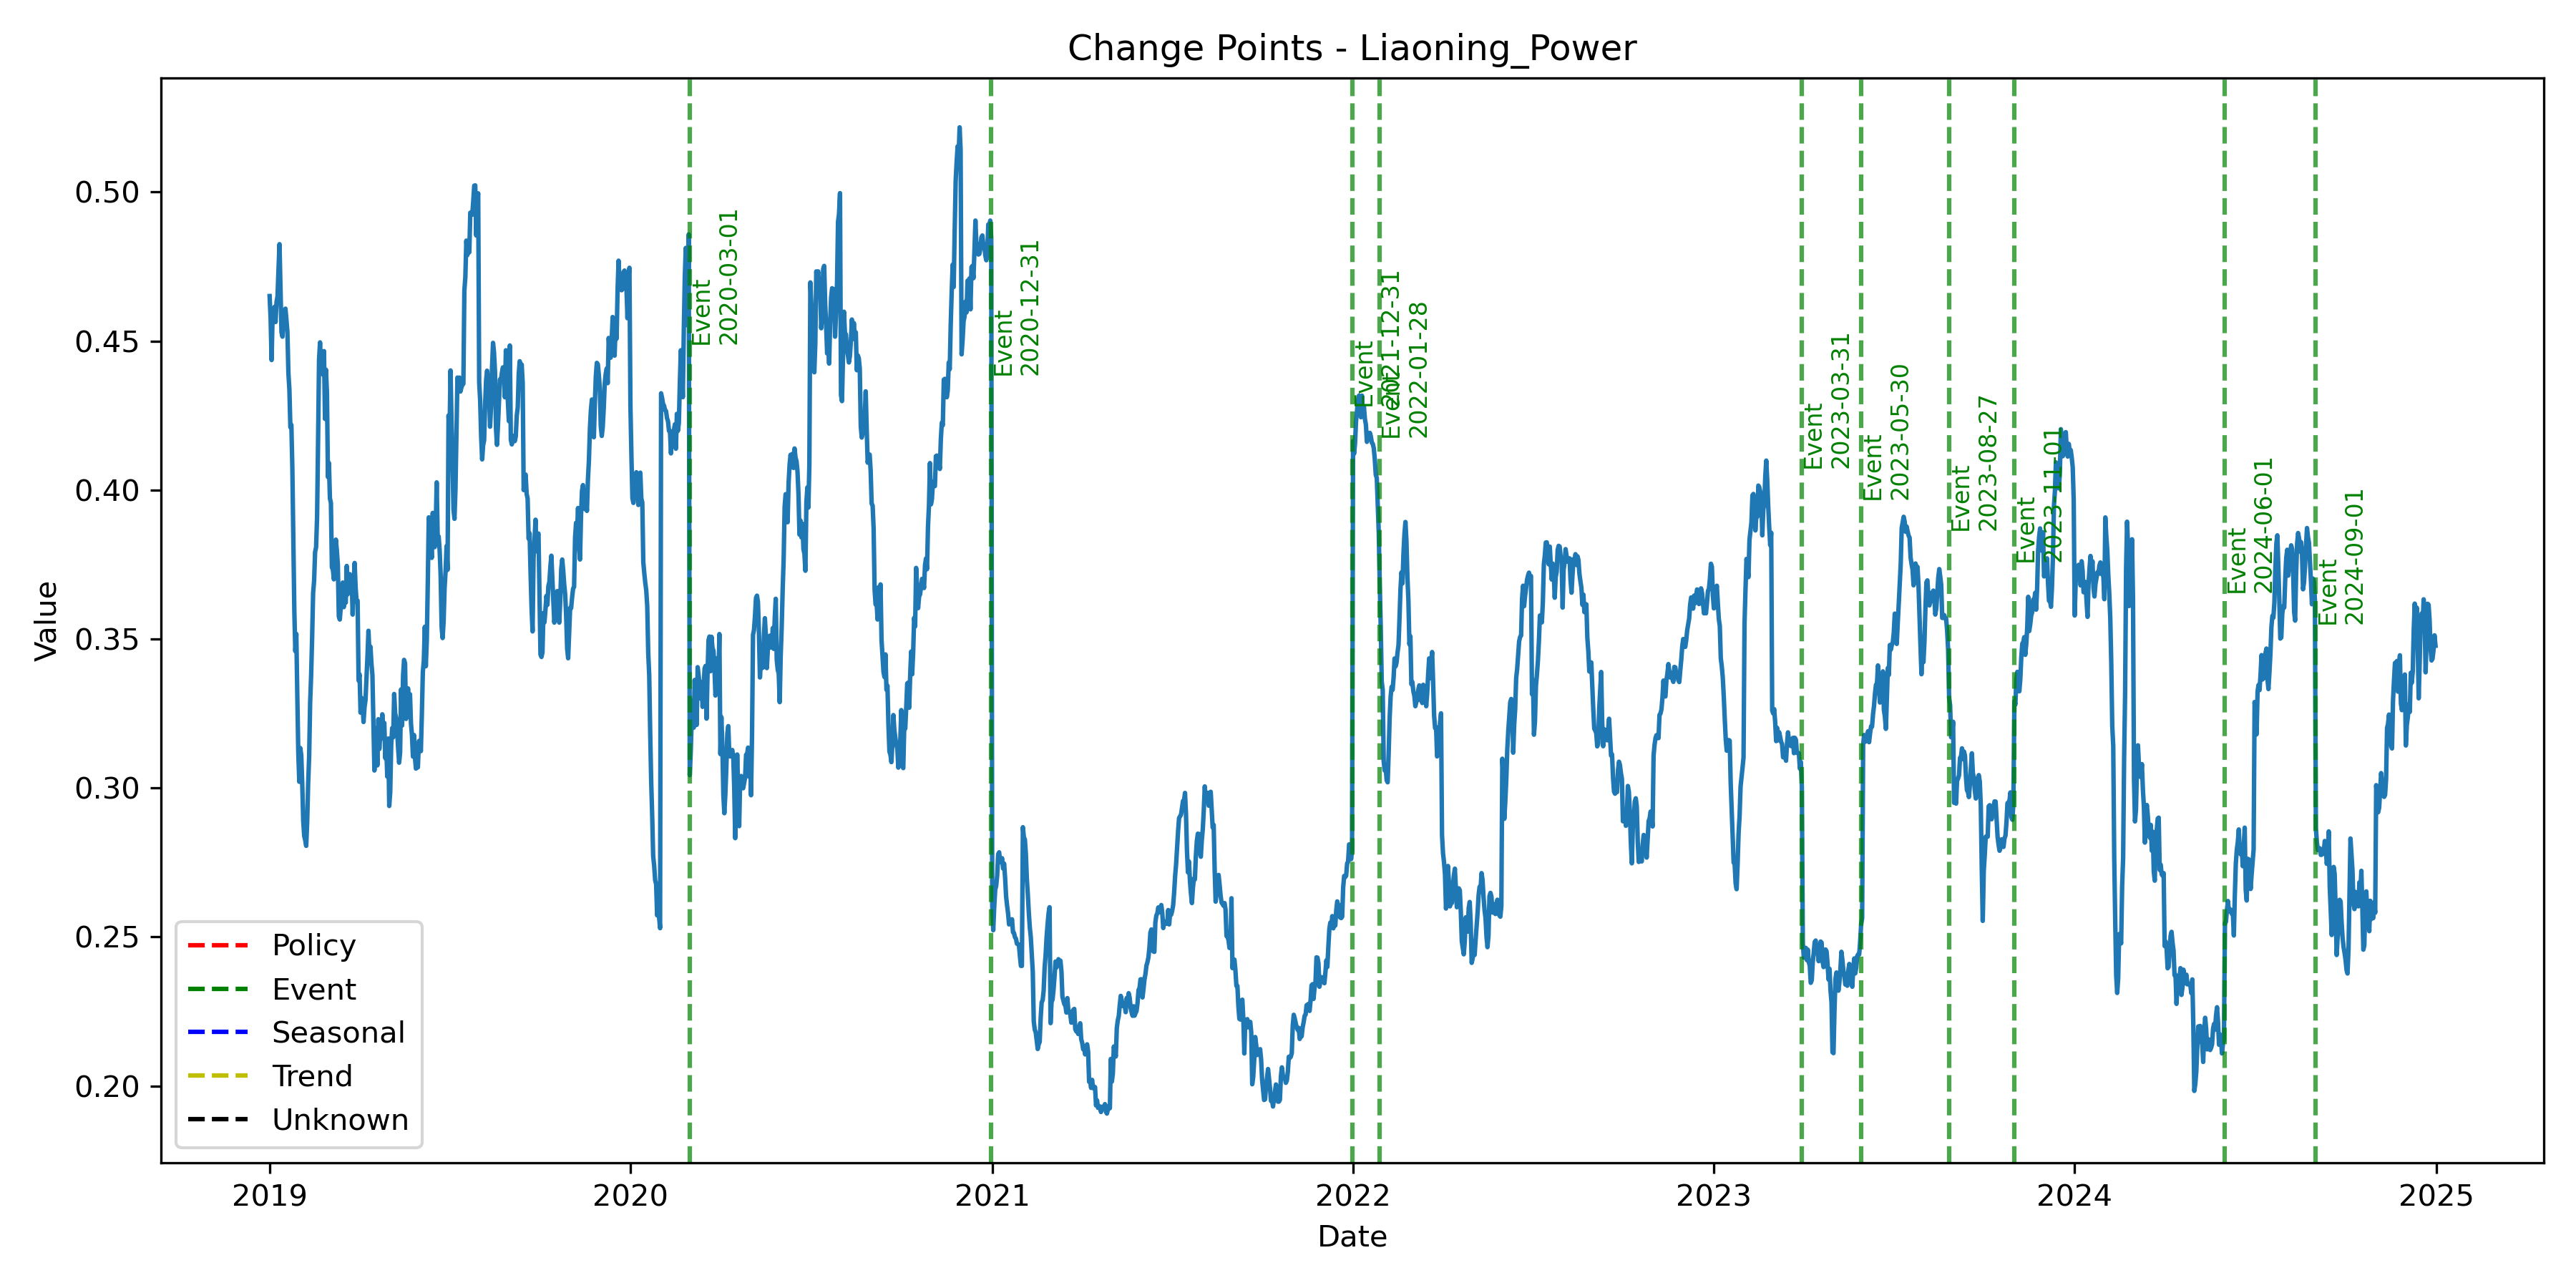 Change Points - Liaoning_Power
Value
0.50
0.45
0.40
0.35
0.30
0.25
0.20
Event
2020-03-01
Event
2020-12-31
Event
2021-12-31
Event
2022-01-28
Event
2023-03-31
Event
2023-05-30
Event
2023-08-27
Event
2023-11-01
Event
2024-06-01
Event
2024-09-01
Policy
Event
Seasonal
Trend
Unknown
2019
2020
2021
2022
2023
2024
2025
Date